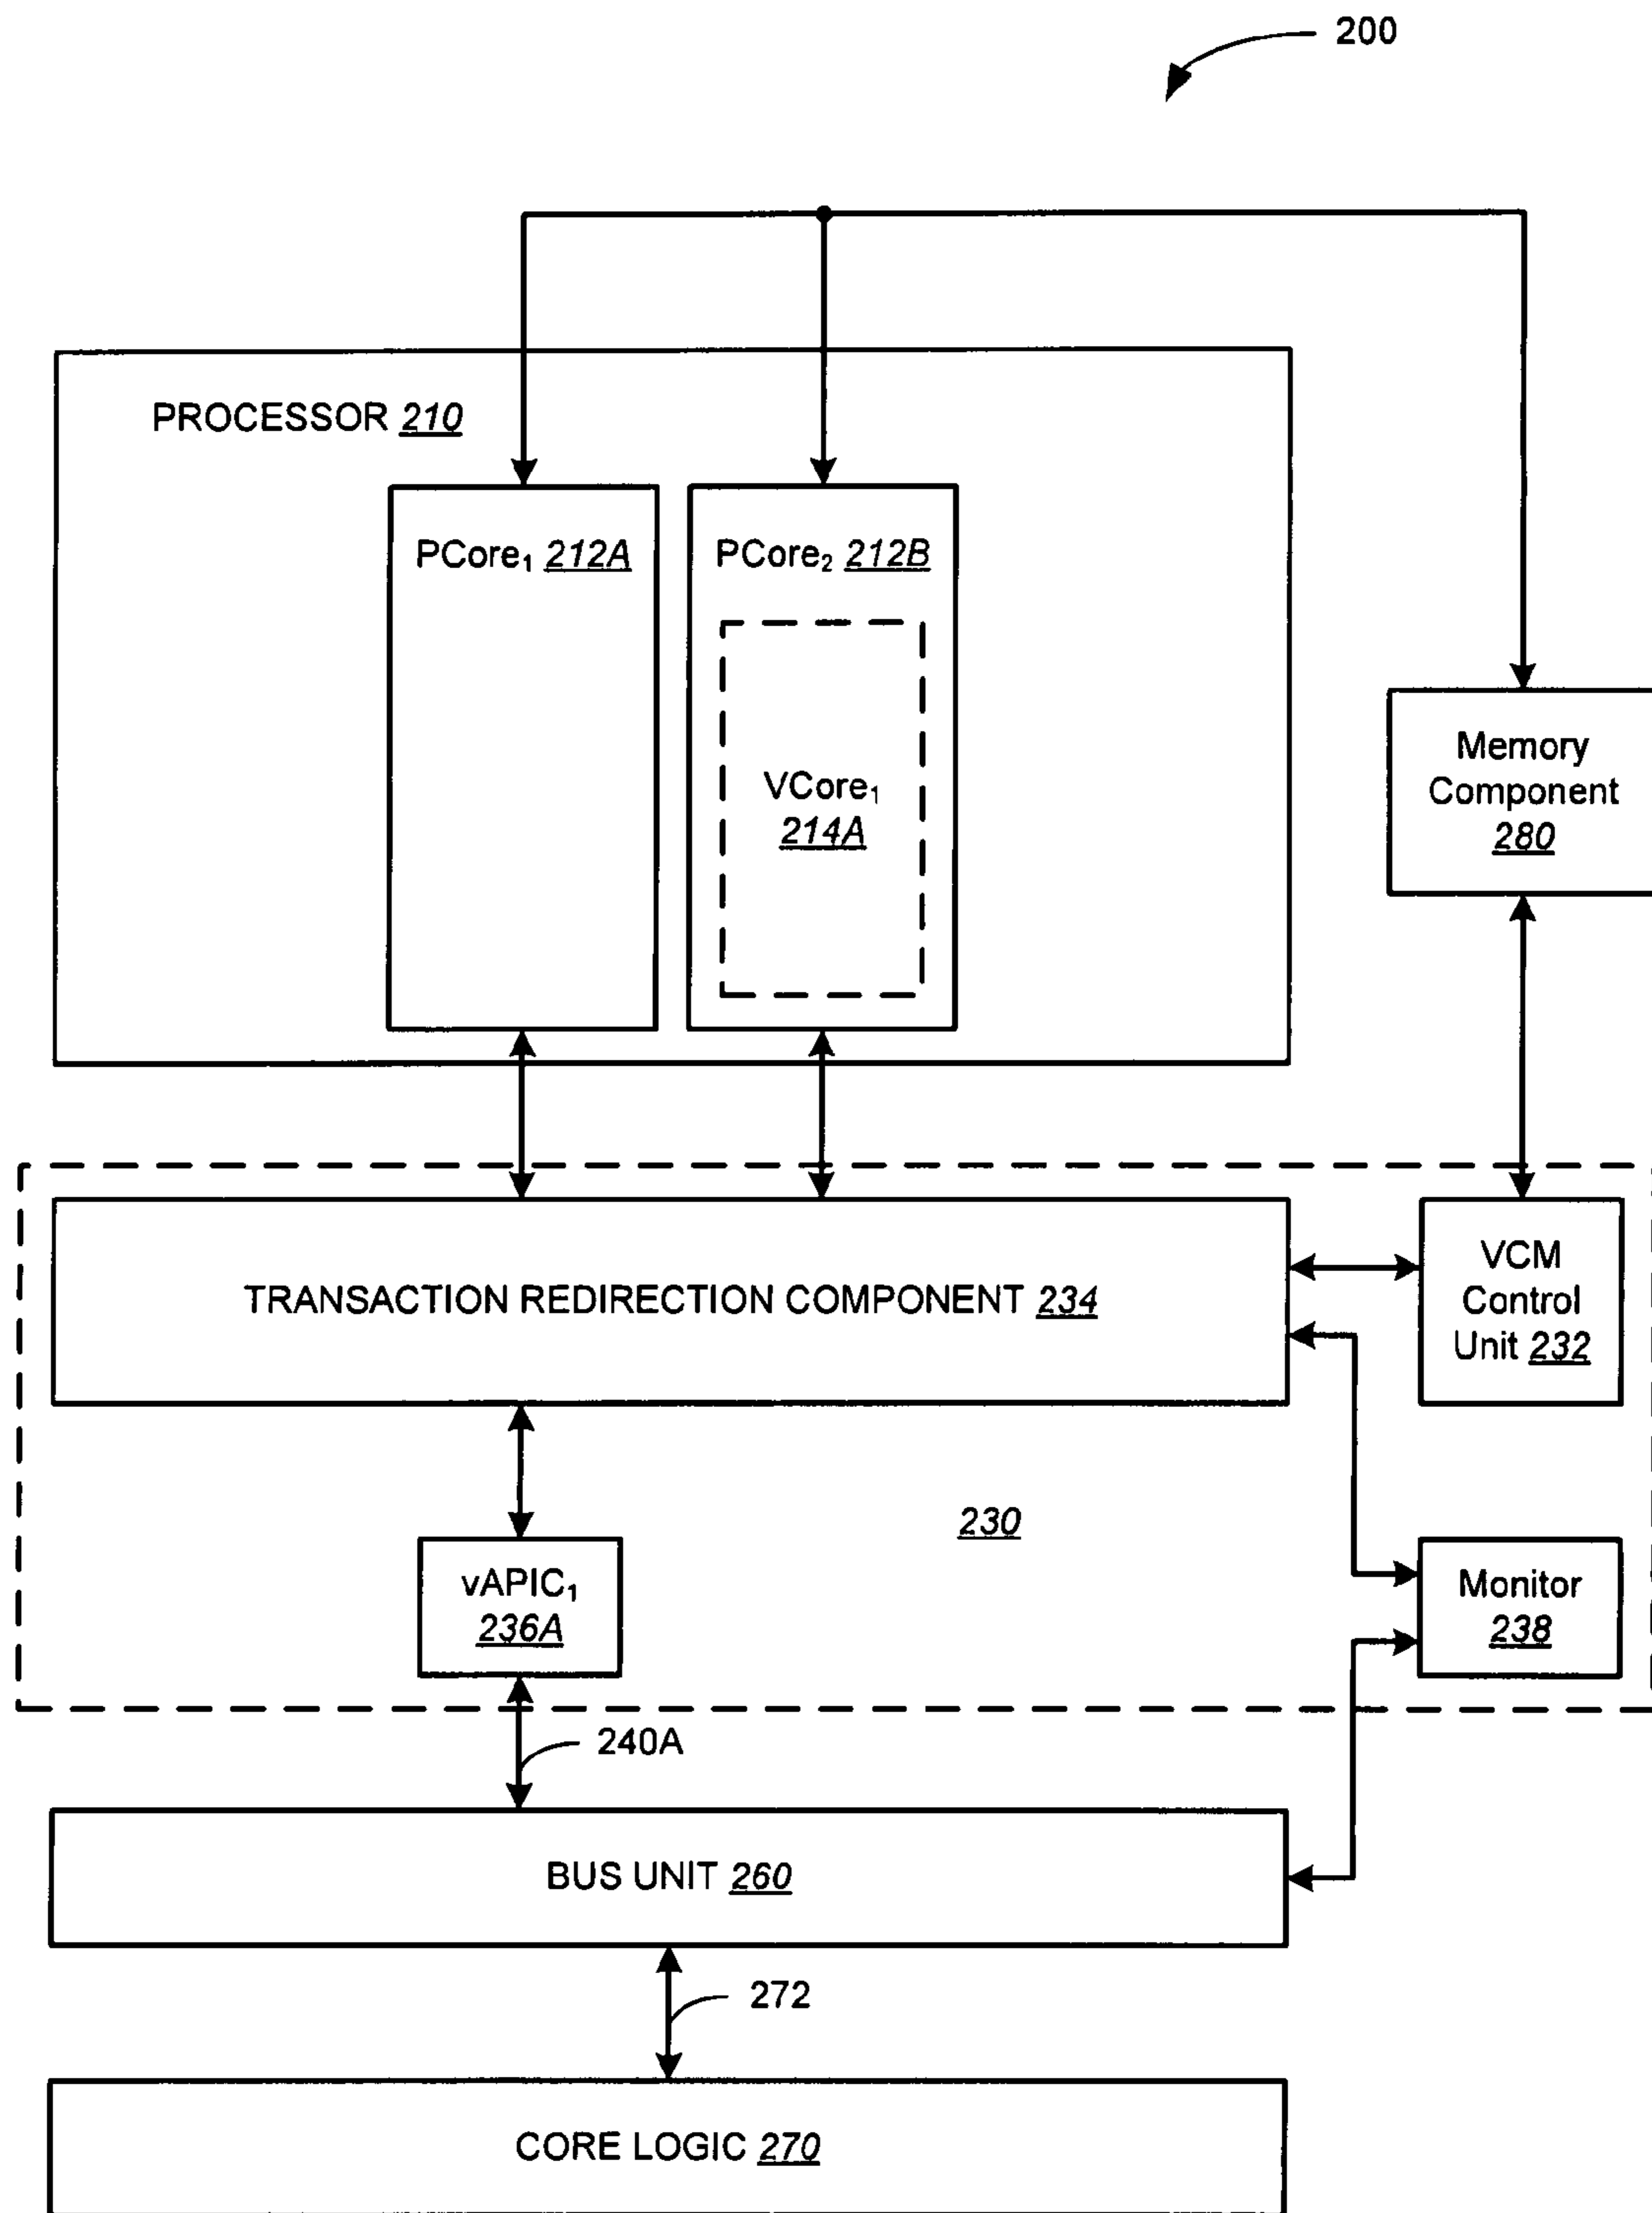 200
PROCESSOR 210
PCore₁ 212A
PCore₂ 212B
VCore₁
214A
Memory
Component
280
TRANSACTION REDIRECTION COMPONENT 234
VCM
Control
Unit 232
230
vAPIC₁
236A
Monitor
238
240A
BUS UNIT 260
272
CORE LOGIC 270